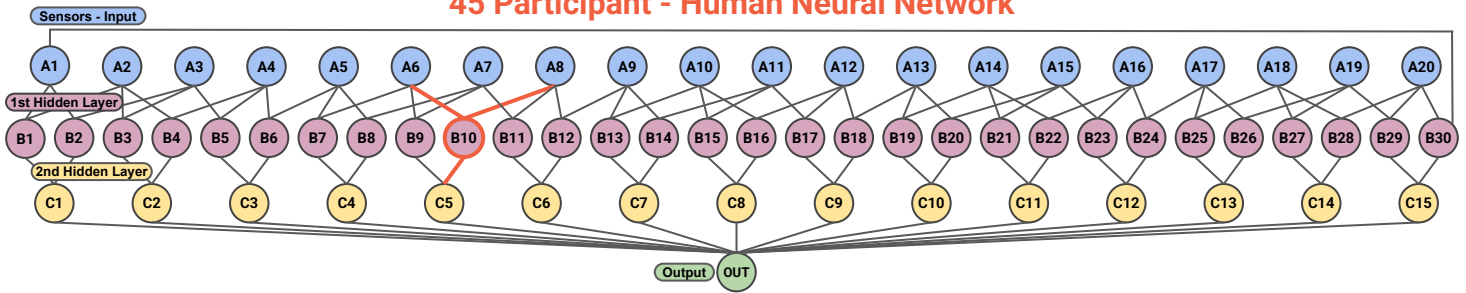 45 Participant - Human Neural Network
Sensors - Input
A1 A2 A3 A4 A5 A6 A7 A8 A9 A10 A11 A12 A13 A14 A15 A16 A17 A18 A19 A20
1st Hidden Layer
B1 B2 B3 B4 B5 B6 B7 B8 B9 B10 B11 B12 B13 B14 B15 B16 B17 B18 B19 B20 B21 B22 B23 B24 B25 B26 B27 B28 B29 B30
2nd Hidden Layer
C1 C2 C3 C4 C5 C6 C7 C8 C9 C10 C11 C12 C13 C14 C15
Output OUT